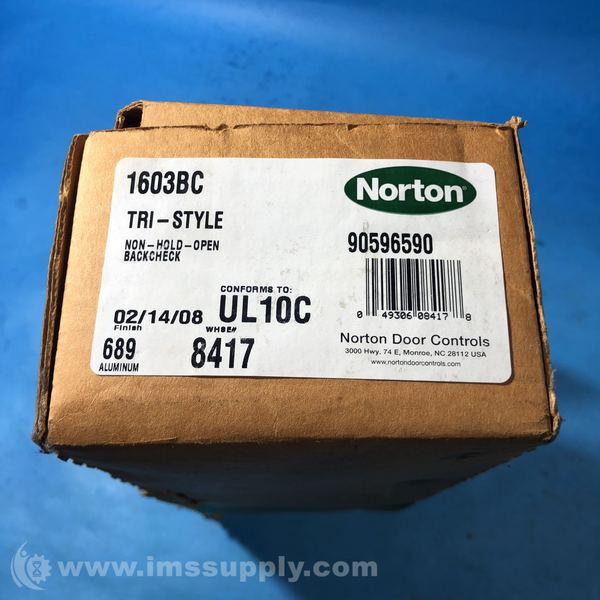 1603BC
Norton
TRI-STYLE
NON-HOLD-OPEN
BACKCHECK
90596590
0 49306 08417 8
CONFORMS TO:
02/14/08 UL10C
Finish WHSE#
689 8417
ALUMINUM
Norton Door Controls
3000 Hwy. 74 E, Monroe, NC 28112 USA
www.nortondoorcontrols.com
www.imssupply.com